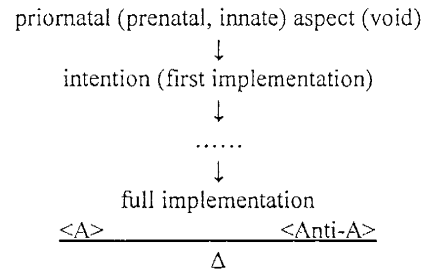 priornatal (prenatal, innate) aspect (void)
↓
intention (first implementation)
↓
......
↓
full implementation
<A> <Anti-A>
Δ